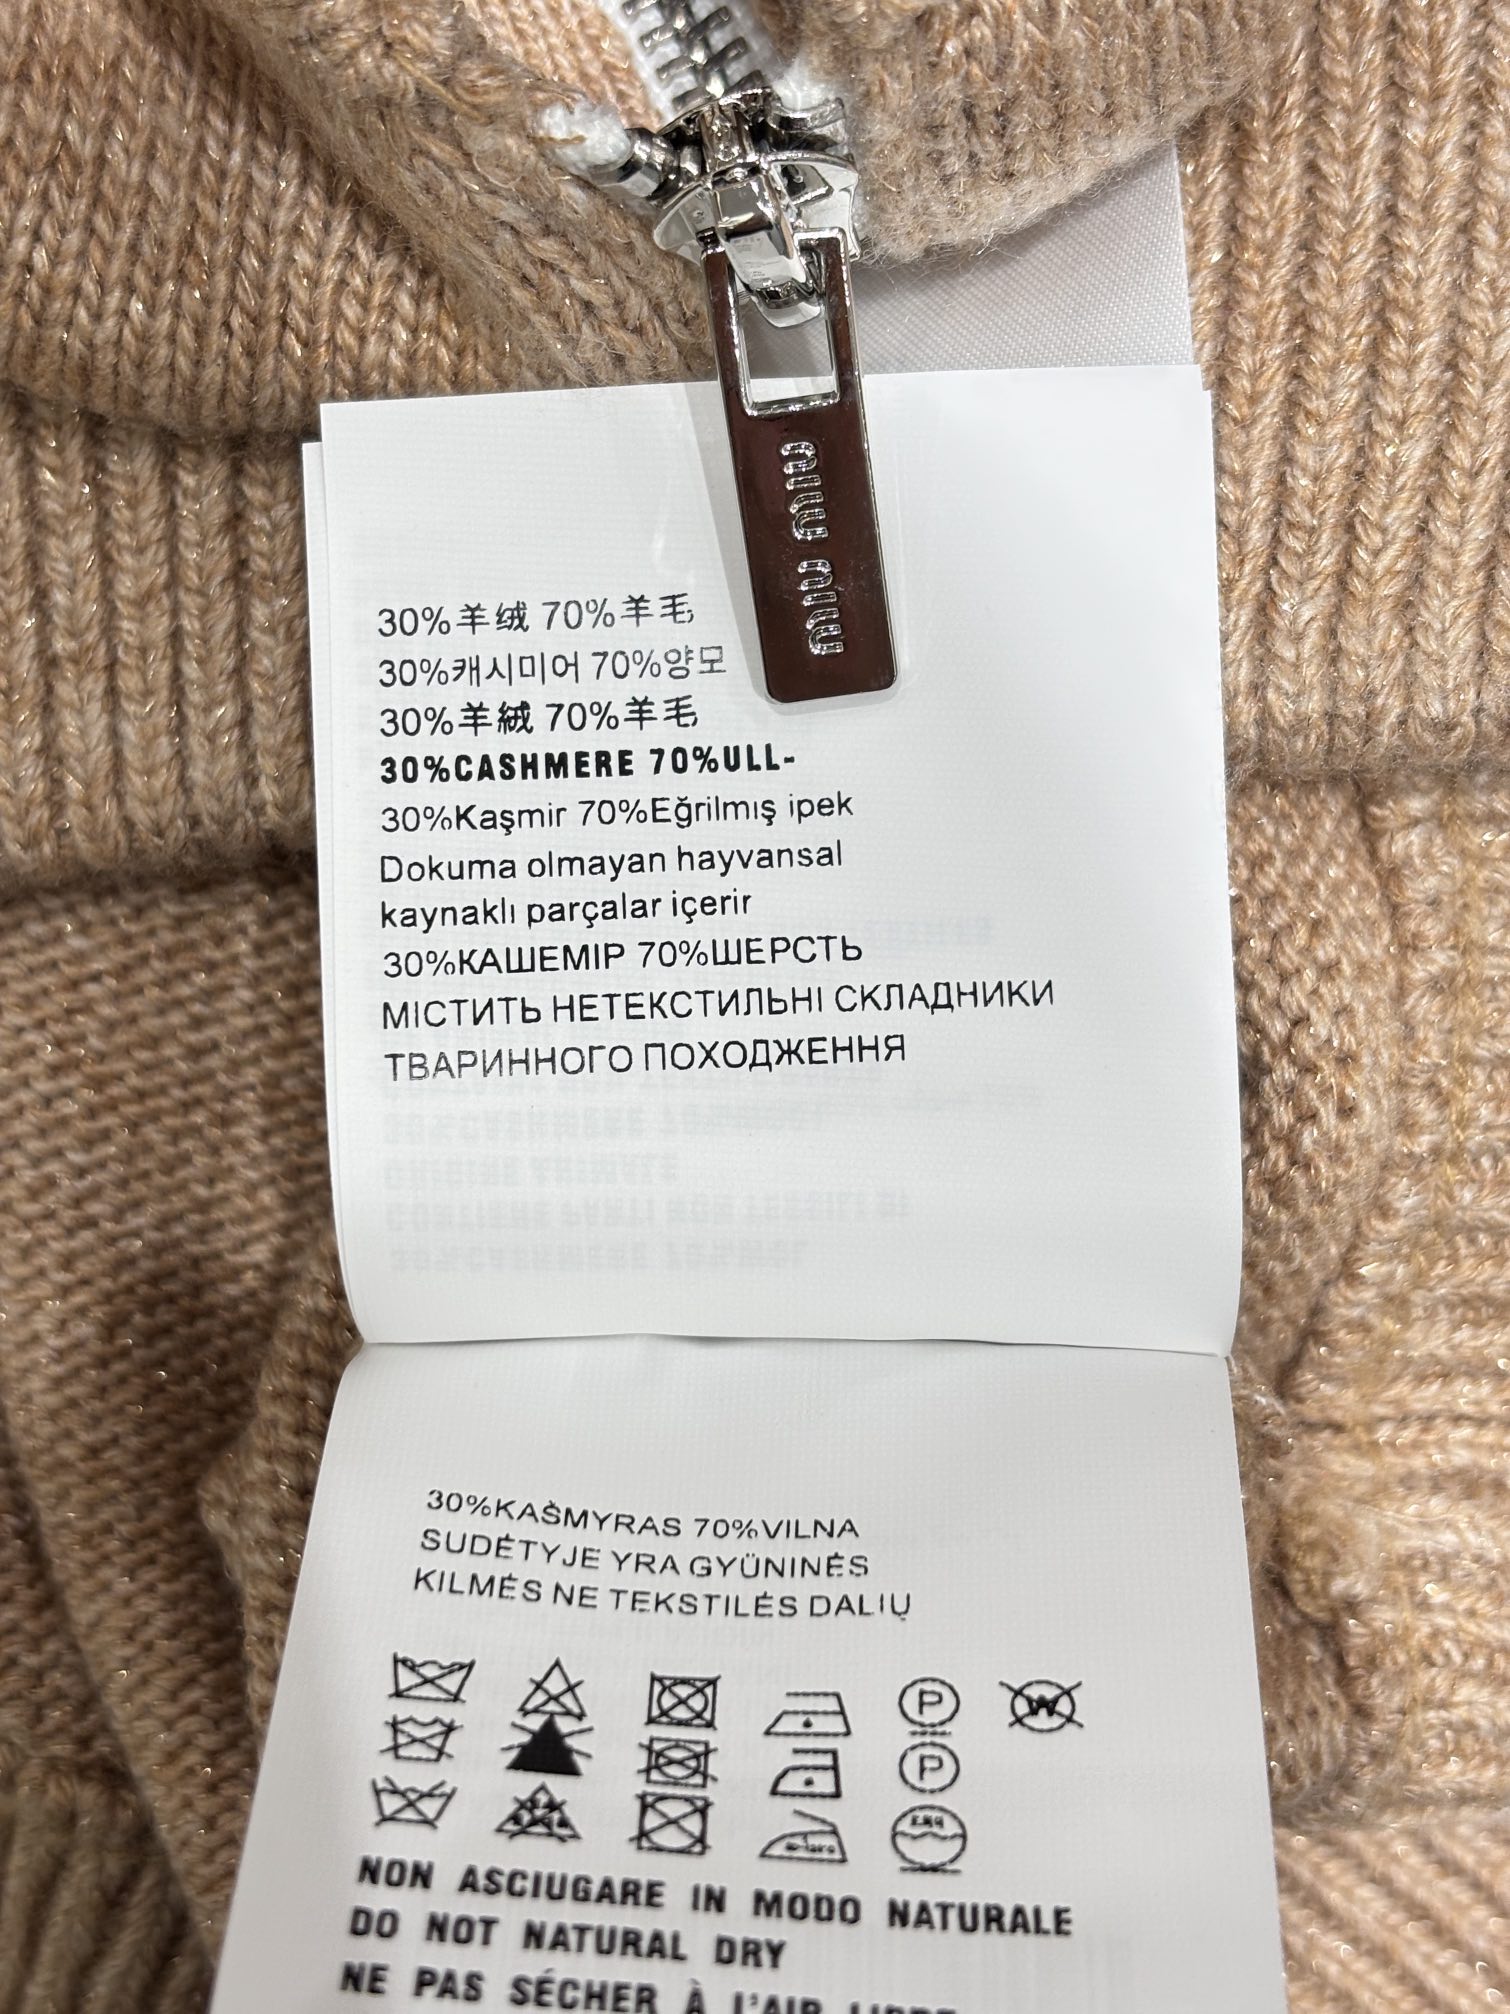 miu miu
30%羊绒 70%羊毛
30%캐시미어 70%양모
30%羊絨 70%羊毛
30%CASHMERE 70%ULL-
30%Kaşmir 70%Eğrilmiş ipek
Dokuma olmayan hayvansal
kaynaklı parçalar içerir
30%КАШЕМІР 70%ШЕРСТЬ
МІСТИТЬ НЕТЕКСТИЛЬНІ СКЛАДНИКИ
ТВАРИННОГО ПОХОДЖЕННЯ
30%KAŠMYRAS 70%VILNA
SUDĖTYJE YRA GYŪNINĖS
KILMĖS NE TEKSTILĖS DALIŲ
P W
P
NON ASCIUGARE IN MODO NATURALE
DO NOT NATURAL DRY
NE PAS SÉCHER À L'AIR LIBRE